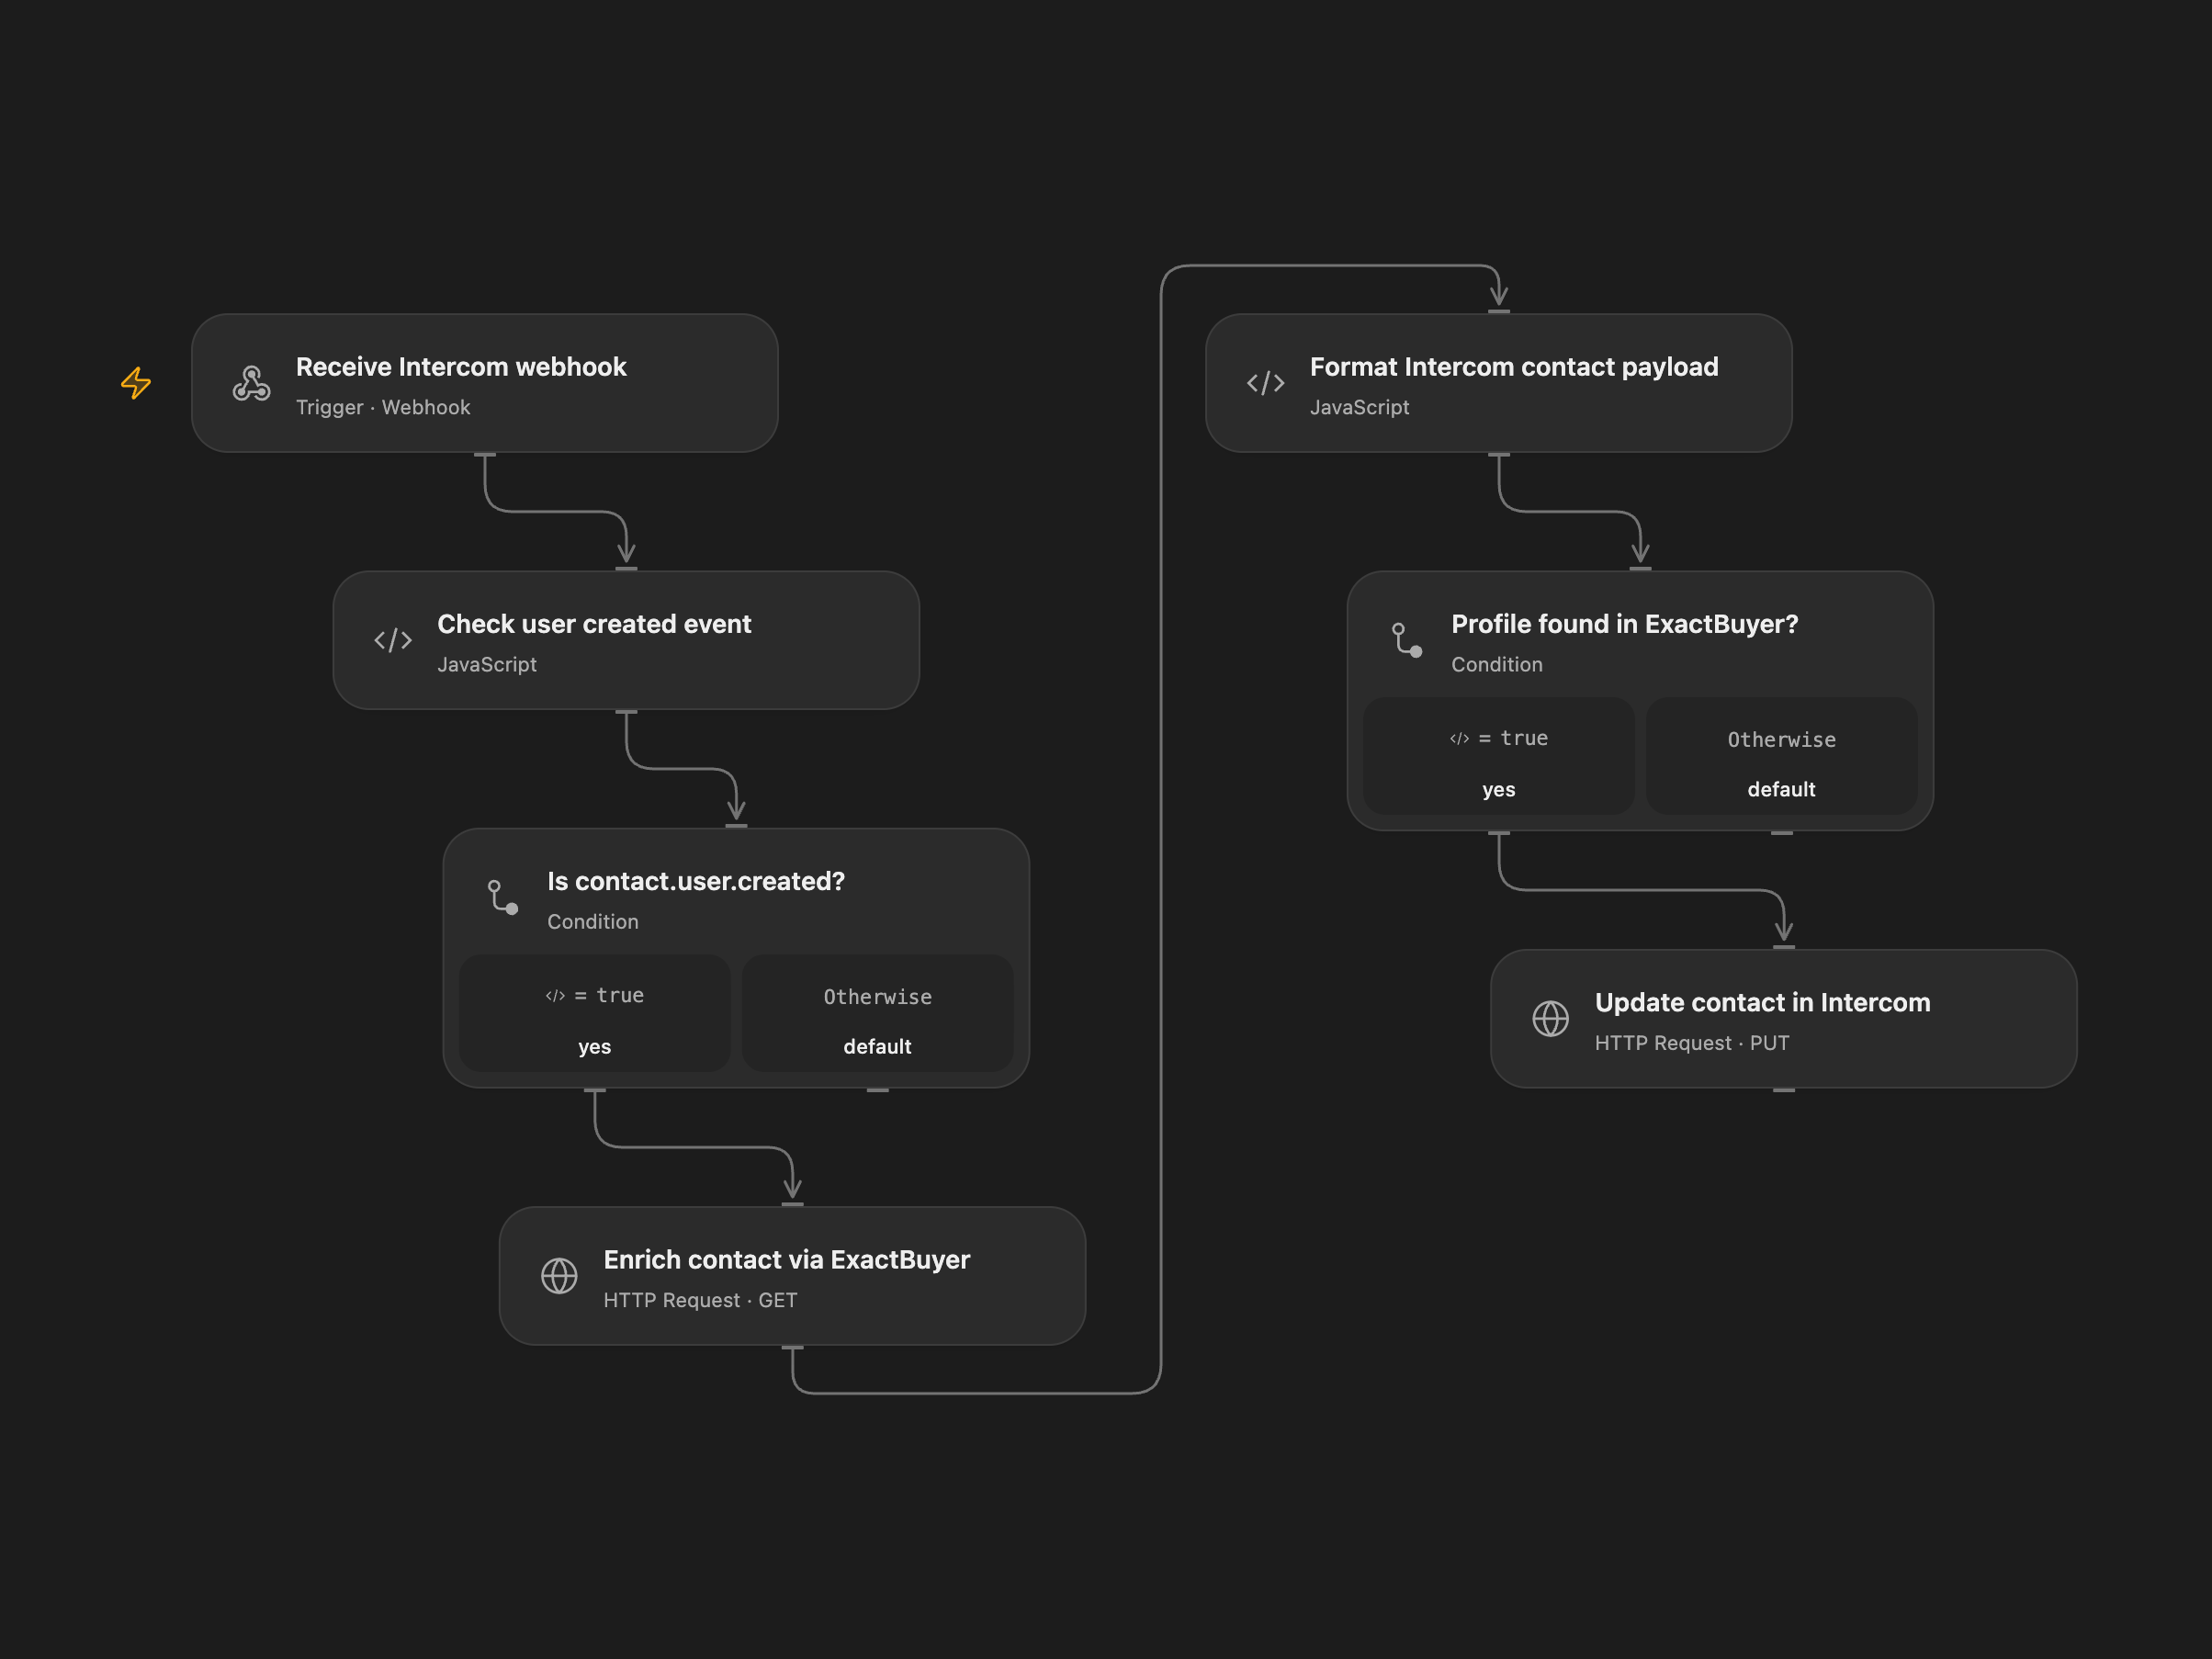 Receive Intercom webhook
Trigger · Webhook
Check user created event
JavaScript
Is contact.user.created?
Condition
</> = true
yes
Otherwise
default
Enrich contact via ExactBuyer
HTTP Request · GET
Format Intercom contact payload
JavaScript
Profile found in ExactBuyer?
Condition
</> = true
yes
Otherwise
default
Update contact in Intercom
HTTP Request · PUT